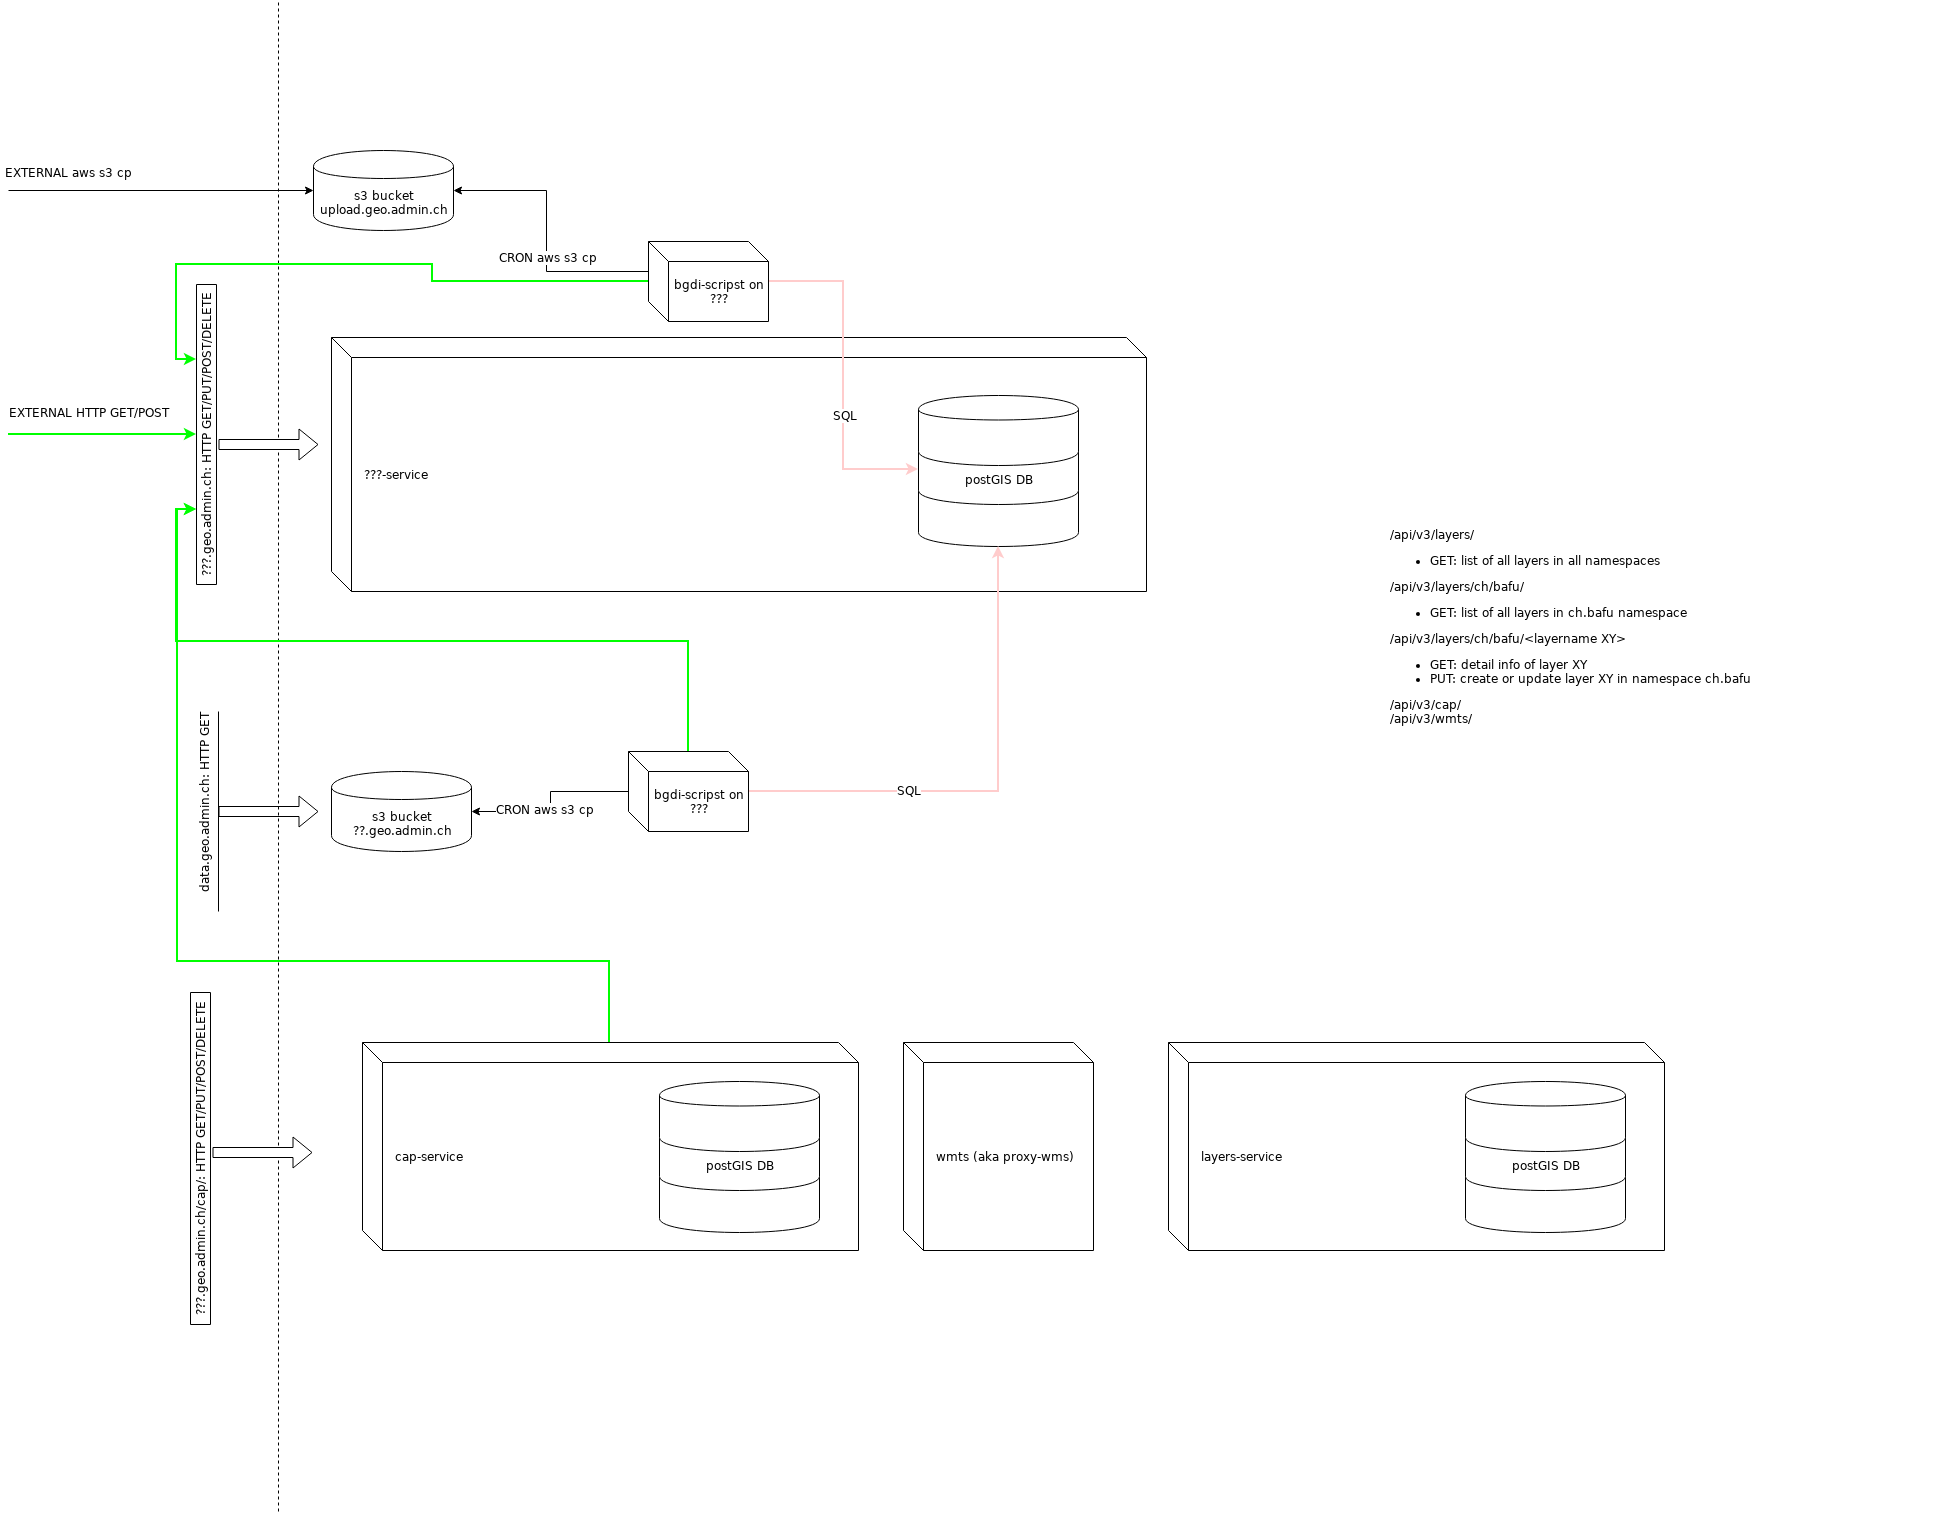 EXTERNAL aws s3 cp
s3 bucket
upload.geo.admin.ch
CRON aws s3 cp
bgdi-scripst on
???
???.geo.admin.ch: HTTP GET/PUT/POST/DELETE
EXTERNAL HTTP GET/POST
SQL
???-service
postGIS DB
/api/v3/layers/
• GET: list of all layers in all namespaces
/api/v3/layers/ch/bafu/
• GET: list of all layers in ch.bafu namespace
/api/v3/layers/ch/bafu/<layername XY>
• GET: detail info of layer XY
• PUT: create or update layer XY in namespace ch.bafu
/api/v3/cap/
/api/v3/wmts/
data.geo.admin.ch: HTTP GET
s3 bucket
??.geo.admin.ch
CRON aws s3 cp
bgdi-scripst on
???
SQL
???.geo.admin.ch/cap/: HTTP GET/PUT/POST/DELETE
cap-service
postGIS DB
wmts (aka proxy-wms)
layers-service
postGIS DB